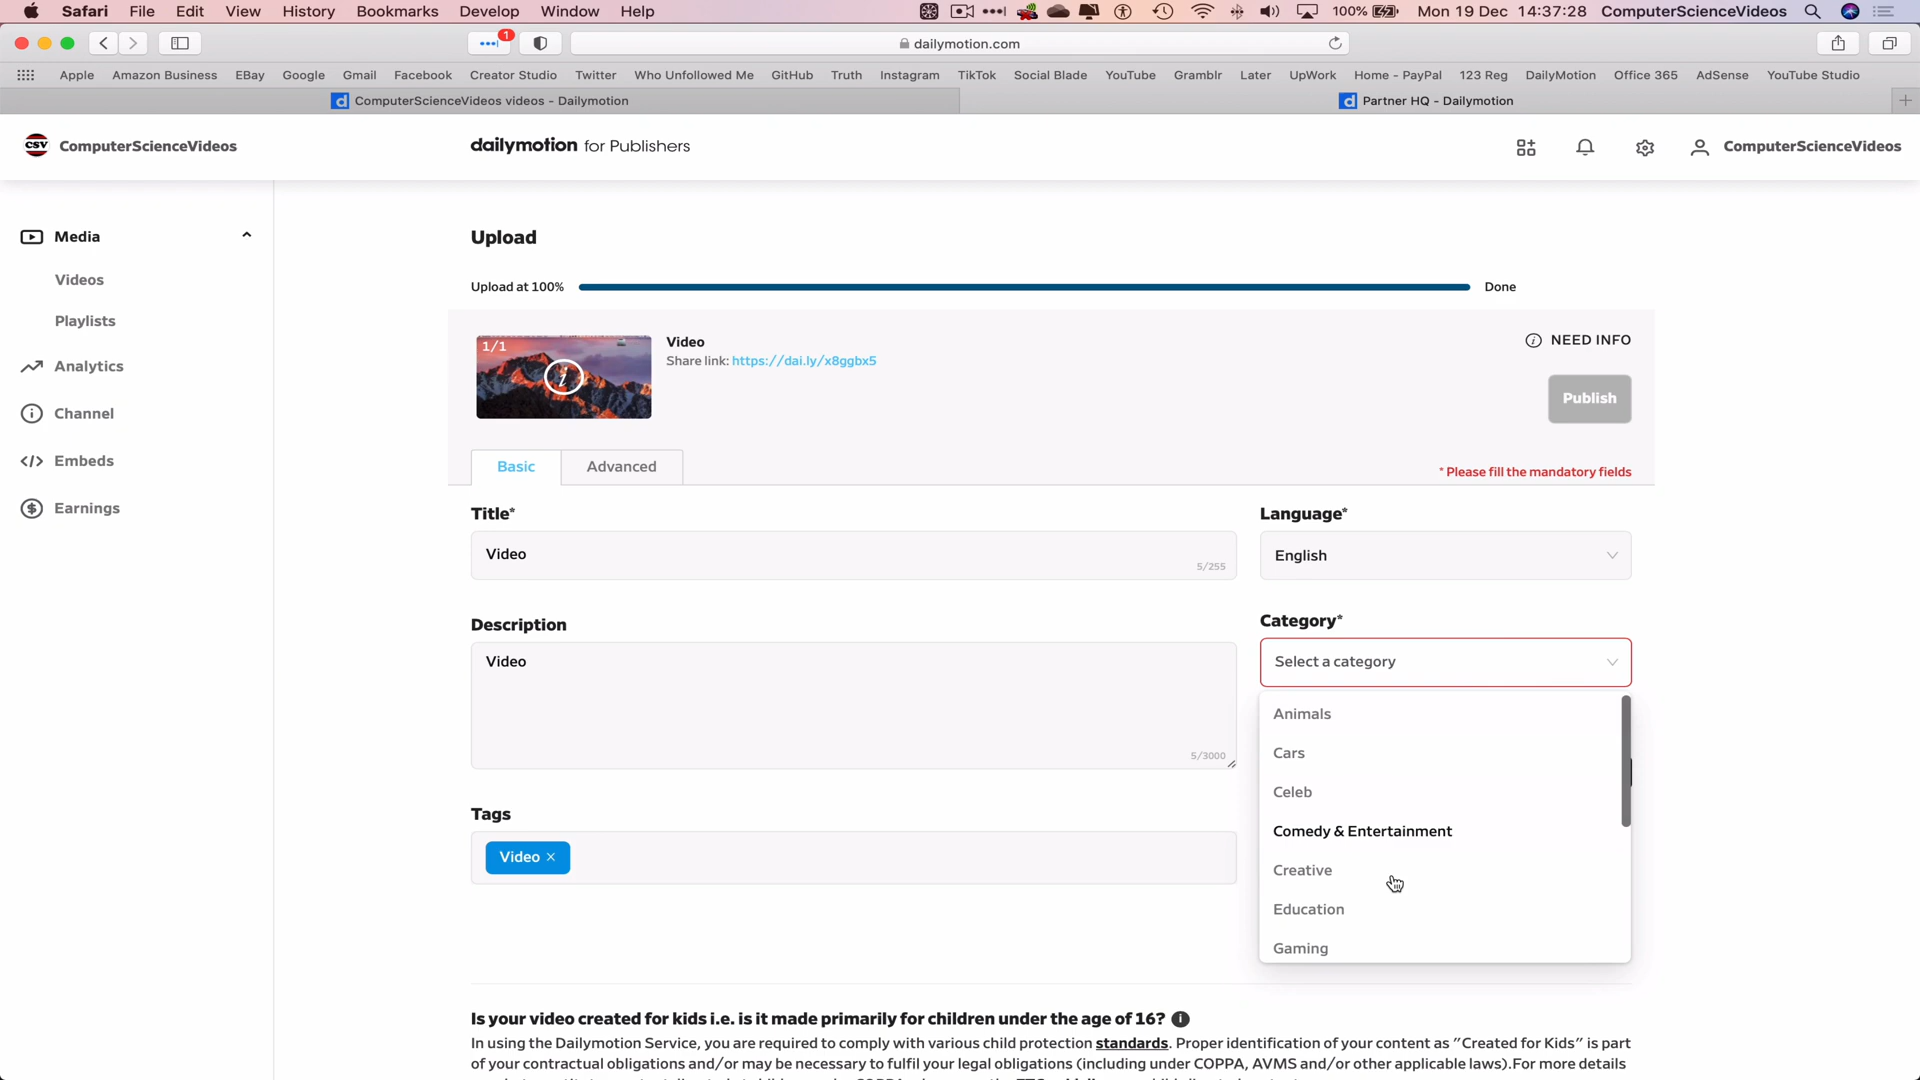 Safari File Edit View History Bookmarks Develop Window Help 100% Mon 19 Dec 14:37:28 ComputerScienceVideos
1
dailymotion.com
Apple Amazon Business EBay Google Gmail Facebook Creator Studio Twitter Who Unfollowed Me GitHub Truth Instagram TikTok Social Blade YouTube Gramblr Later UpWork Home - PayPal 123 Reg DailyMotion Office 365 AdSense YouTube Studio
d ComputerScienceVideos videos - Dailymotion d Partner HQ - Dailymotion
CSV ComputerScienceVideos dailymotion for Publishers ComputerScienceVideos
Media
Videos
Playlists
Analytics
Channel
Embeds
Earnings
Upload
Upload at 100% Done
1/1
Video
Share link: https://dai.ly/x8ggbx5
NEED INFO
Publish
Basic Advanced
* Please fill the mandatory fields
Title*
Video
5/255
Language*
English
Description
Video
5/3000
Category*
Select a category
Animals
Cars
Celeb
Comedy & Entertainment
Creative
Education
Gaming
Tags
Video ×
Is your video created for kids i.e. is it made primarily for children under the age of 16?
In using the Dailymotion Service, you are required to comply with various child protection standards. Proper identification of your content as "Created for Kids" is part
of your contractual obligations and/or may be necessary to fulfil your legal obligations (including under COPPA, AVMS and/or other applicable laws).For more details